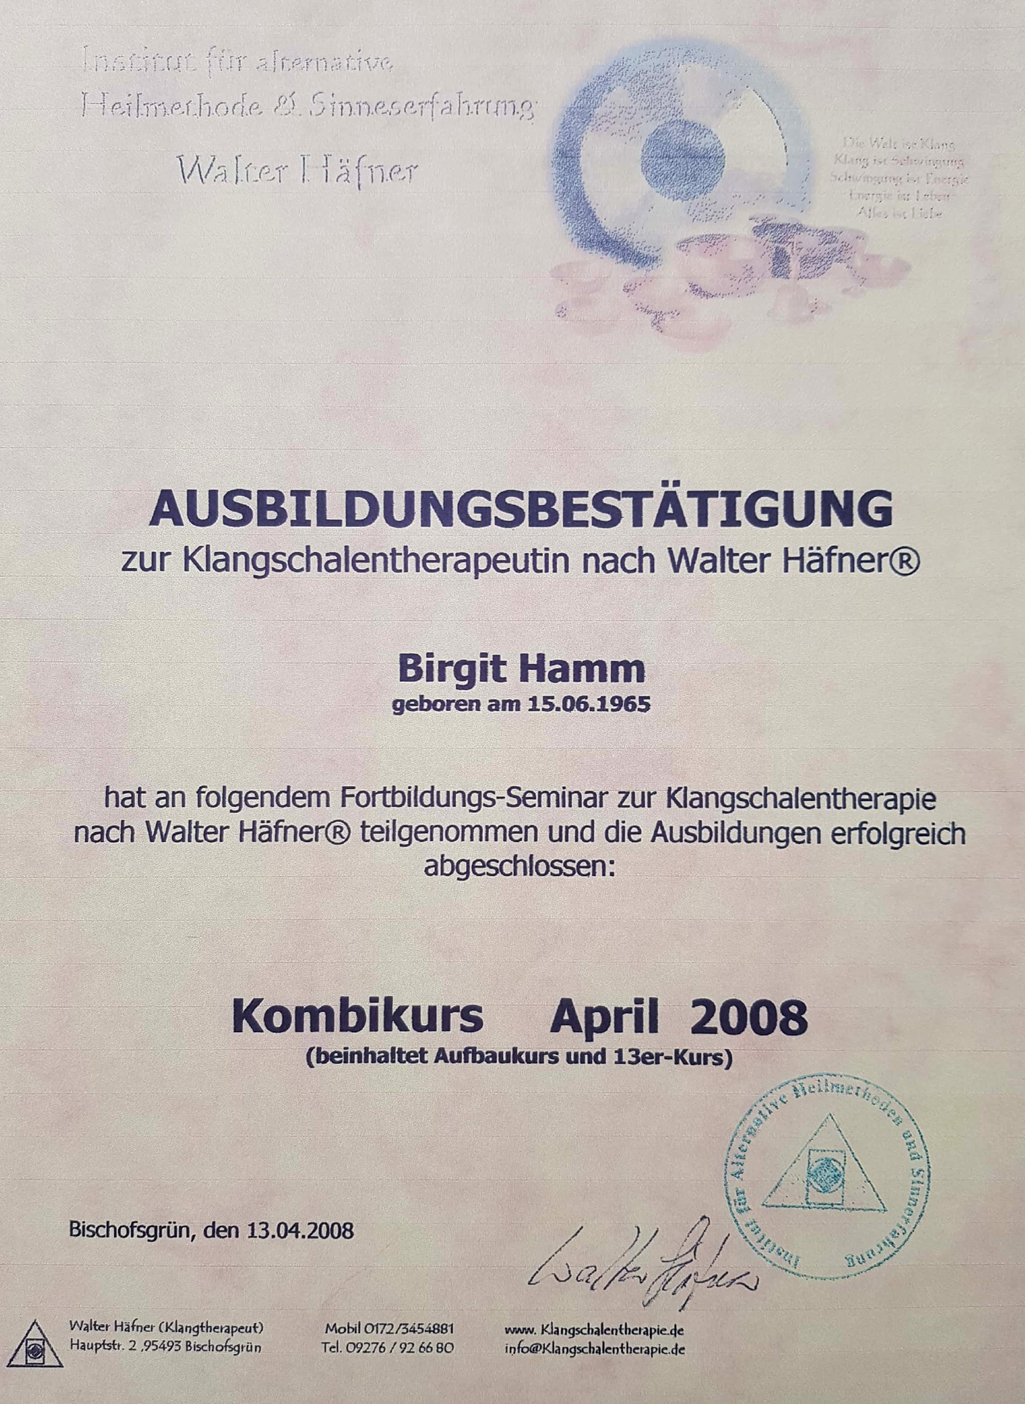 Institut für alternative
Heilmethode & Sinneserfahrung
Walter Häfner
Die Welt ist Klang
Klang ist Schwingung
Schwingung ist Energie
Energie ist Leben
Alles ist Liebe
AUSBILDUNGSBESTÄTIGUNG
zur Klangschalentherapeutin nach Walter Häfner®
Birgit Hamm
geboren am 15.06.1965
hat an folgendem Fortbildungs-Seminar zur Klangschalentherapie
nach Walter Häfner® teilgenommen und die Ausbildungen erfolgreich
abgeschlossen:
Kombikurs April 2008
(beinhaltet Aufbaukurs und 13er-Kurs)
Institut für Alternative Heilmethoden und Sinnerfahrung
Bischofsgrün, den 13.04.2008
Walter Häfner
Walter Häfner (Klangtherapeut) Mobil 0172/3454881 www. Klangschalentherapie.de
Hauptstr. 2 ,95493 Bischofsgrün Tel. 09276 / 92 66 80 info@Klangschalentherapie.de